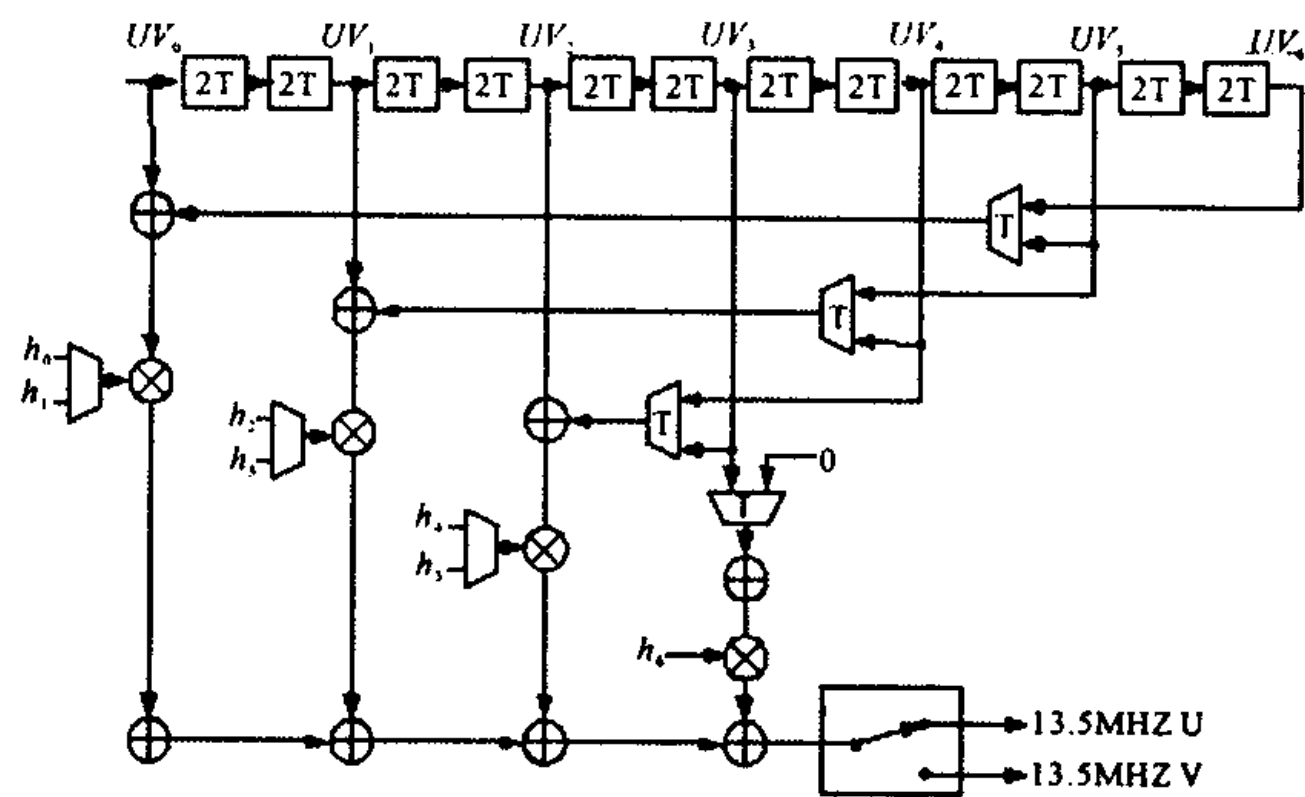 UV₀ UV₁ UV₂ UV₃ UV₄ UV₅ UV₆
2T 2T 2T 2T 2T 2T 2T 2T 2T 2T 2T 2T
T
T
h₀
h₁
T
h₂
h₃
0
T
h₄
h₅
h₆
13.5MHZ U
13.5MHZ V